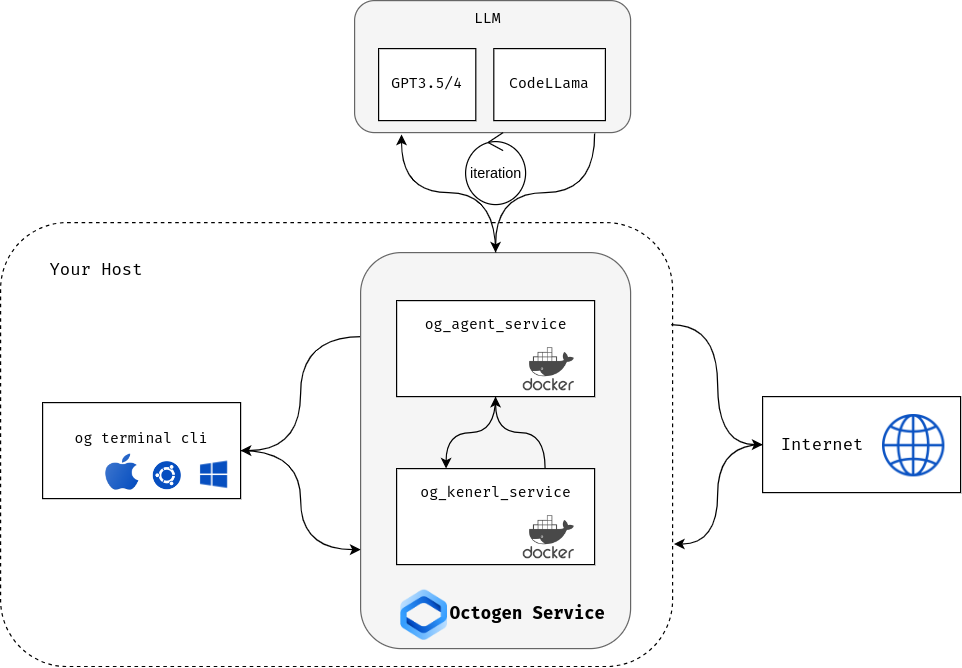 LLM
GPT3.5/4
CodeLLama
iteration
Your Host
og_agent_service
docker
og terminal cli
Internet
og_kenerl_service
docker
Octogen Service